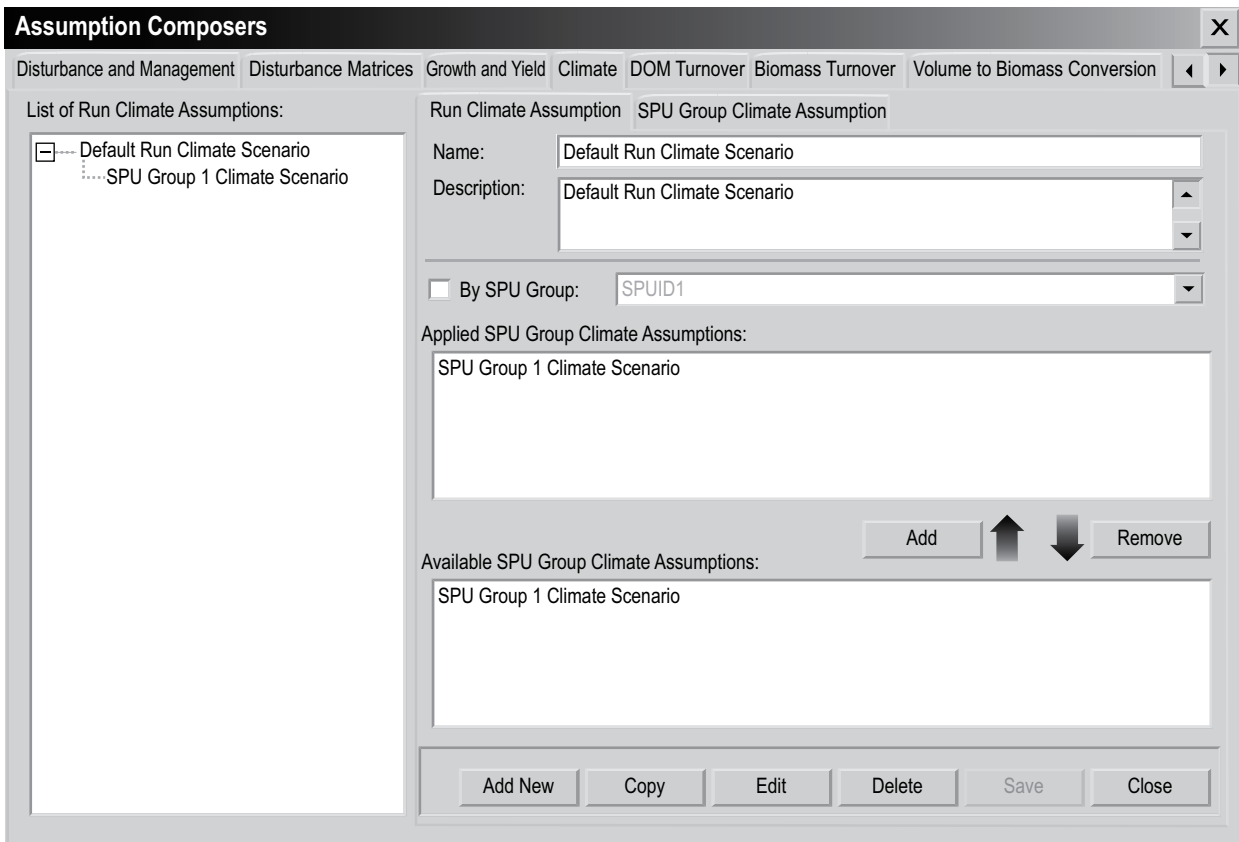 Assumption Composers
X
Disturbance and Management Disturbance Matrices Growth and Yield Climate DOM Turnover Biomass Turnover Volume to Biomass Conversion
List of Run Climate Assumptions:
Default Run Climate Scenario
SPU Group 1 Climate Scenario
Run Climate Assumption SPU Group Climate Assumption
Name: Default Run Climate Scenario
Description: Default Run Climate Scenario
By SPU Group: SPUID1
Applied SPU Group Climate Assumptions:
SPU Group 1 Climate Scenario
Add Remove
Available SPU Group Climate Assumptions:
SPU Group 1 Climate Scenario
Add New Copy Edit Delete Save Close